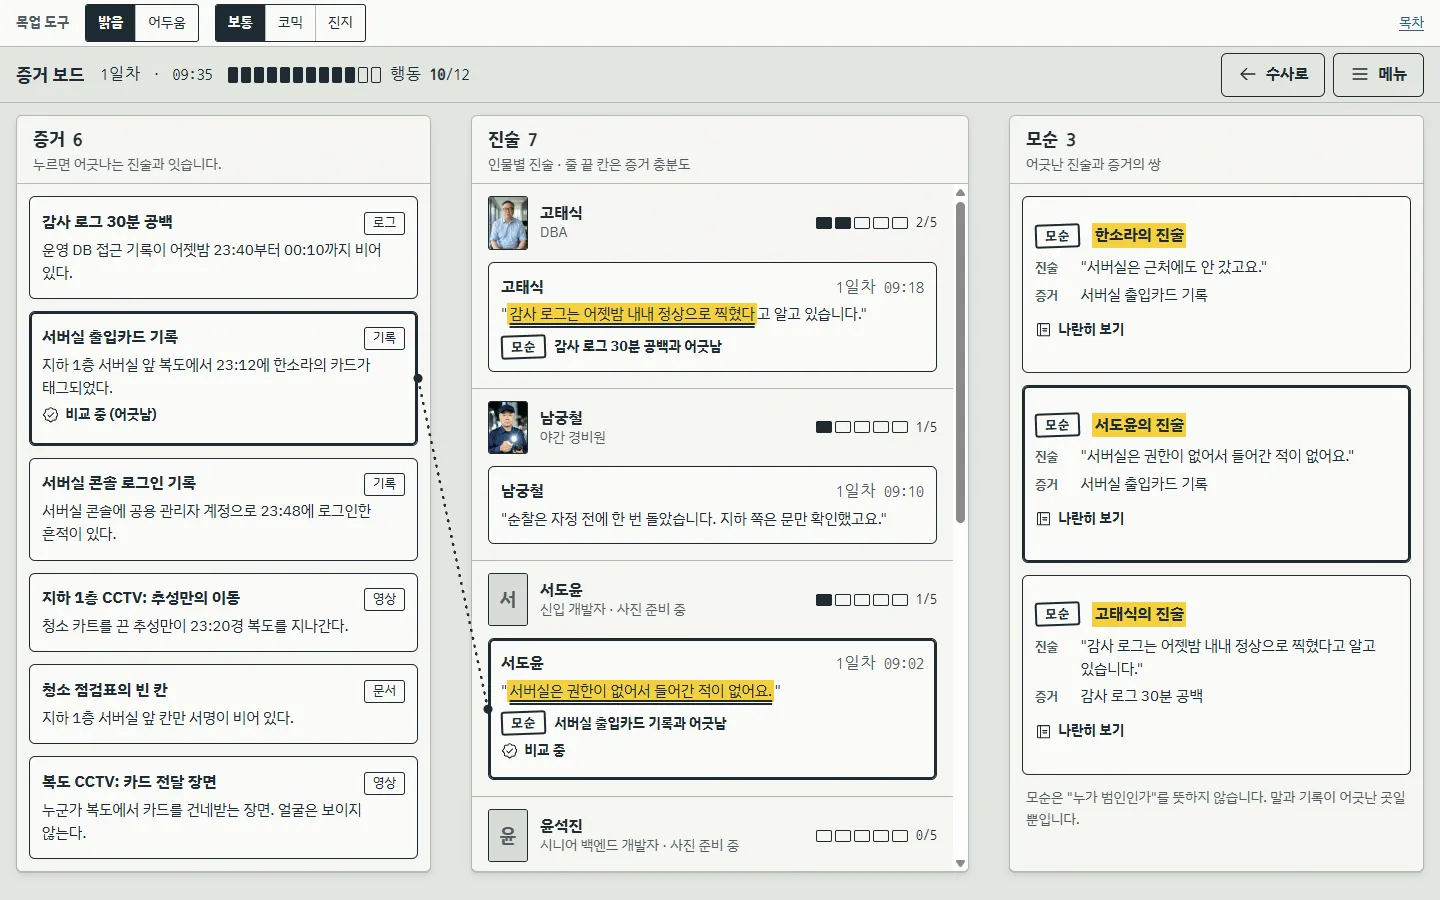 목업 도구 밝음 어두움 보통 코믹 진지 목차
증거 보드 1일차 · 09:35 행동 10/12 수사로 메뉴
증거 6
누르면 어긋나는 진술과 잇습니다.
감사 로그 30분 공백 로그
운영 DB 접근 기록이 어젯밤 23:40부터 00:10까지 비어
있다.
서버실 출입카드 기록 기록
지하 1층 서버실 앞 복도에서 23:12에 한소라의 카드가
태그되었다.
비교 중 (어긋남)
서버실 콘솔 로그인 기록 기록
서버실 콘솔에 공용 관리자 계정으로 23:48에 로그인한
흔적이 있다.
지하 1층 CCTV: 추성만의 이동 영상
청소 카트를 끈 추성만이 23:20경 복도를 지나간다.
청소 점검표의 빈 칸 문서
지하 1층 서버실 앞 칸만 서명이 비어 있다.
복도 CCTV: 카드 전달 장면 영상
누군가 복도에서 카드를 건네받는 장면. 얼굴은 보이지
않는다.
진술 7
인물별 진술 · 줄 끝 칸은 증거 충분도
고태식
DBA
2/5
고태식 1일차 09:18
"감사 로그는 어젯밤 내내 정상으로 찍혔다고 알고 있습니다."
모순 감사 로그 30분 공백과 어긋남
남궁철
야간 경비원
1/5
남궁철 1일차 09:10
"순찰은 자정 전에 한 번 돌았습니다. 지하 쪽은 문만 확인했고요."
서
서도윤
신입 개발자 · 사진 준비 중
1/5
서도윤 1일차 09:02
"서버실은 권한이 없어서 들어간 적이 없어요."
모순 서버실 출입카드 기록과 어긋남
비교 중
윤
윤석진
시니어 백엔드 개발자 · 사진 준비 중
0/5
모순 3
어긋난 진술과 증거의 쌍
모순 한소라의 진술
진술 "서버실은 근처에도 안 갔고요."
증거 서버실 출입카드 기록
나란히 보기
모순 서도윤의 진술
진술 "서버실은 권한이 없어서 들어간 적이 없어요."
증거 서버실 출입카드 기록
나란히 보기
모순 고태식의 진술
진술 "감사 로그는 어젯밤 내내 정상으로 찍혔다고 알고
있습니다."
증거 감사 로그 30분 공백
나란히 보기
모순은 "누가 범인인가"를 뜻하지 않습니다. 말과 기록이 어긋난 곳일
뿐입니다.